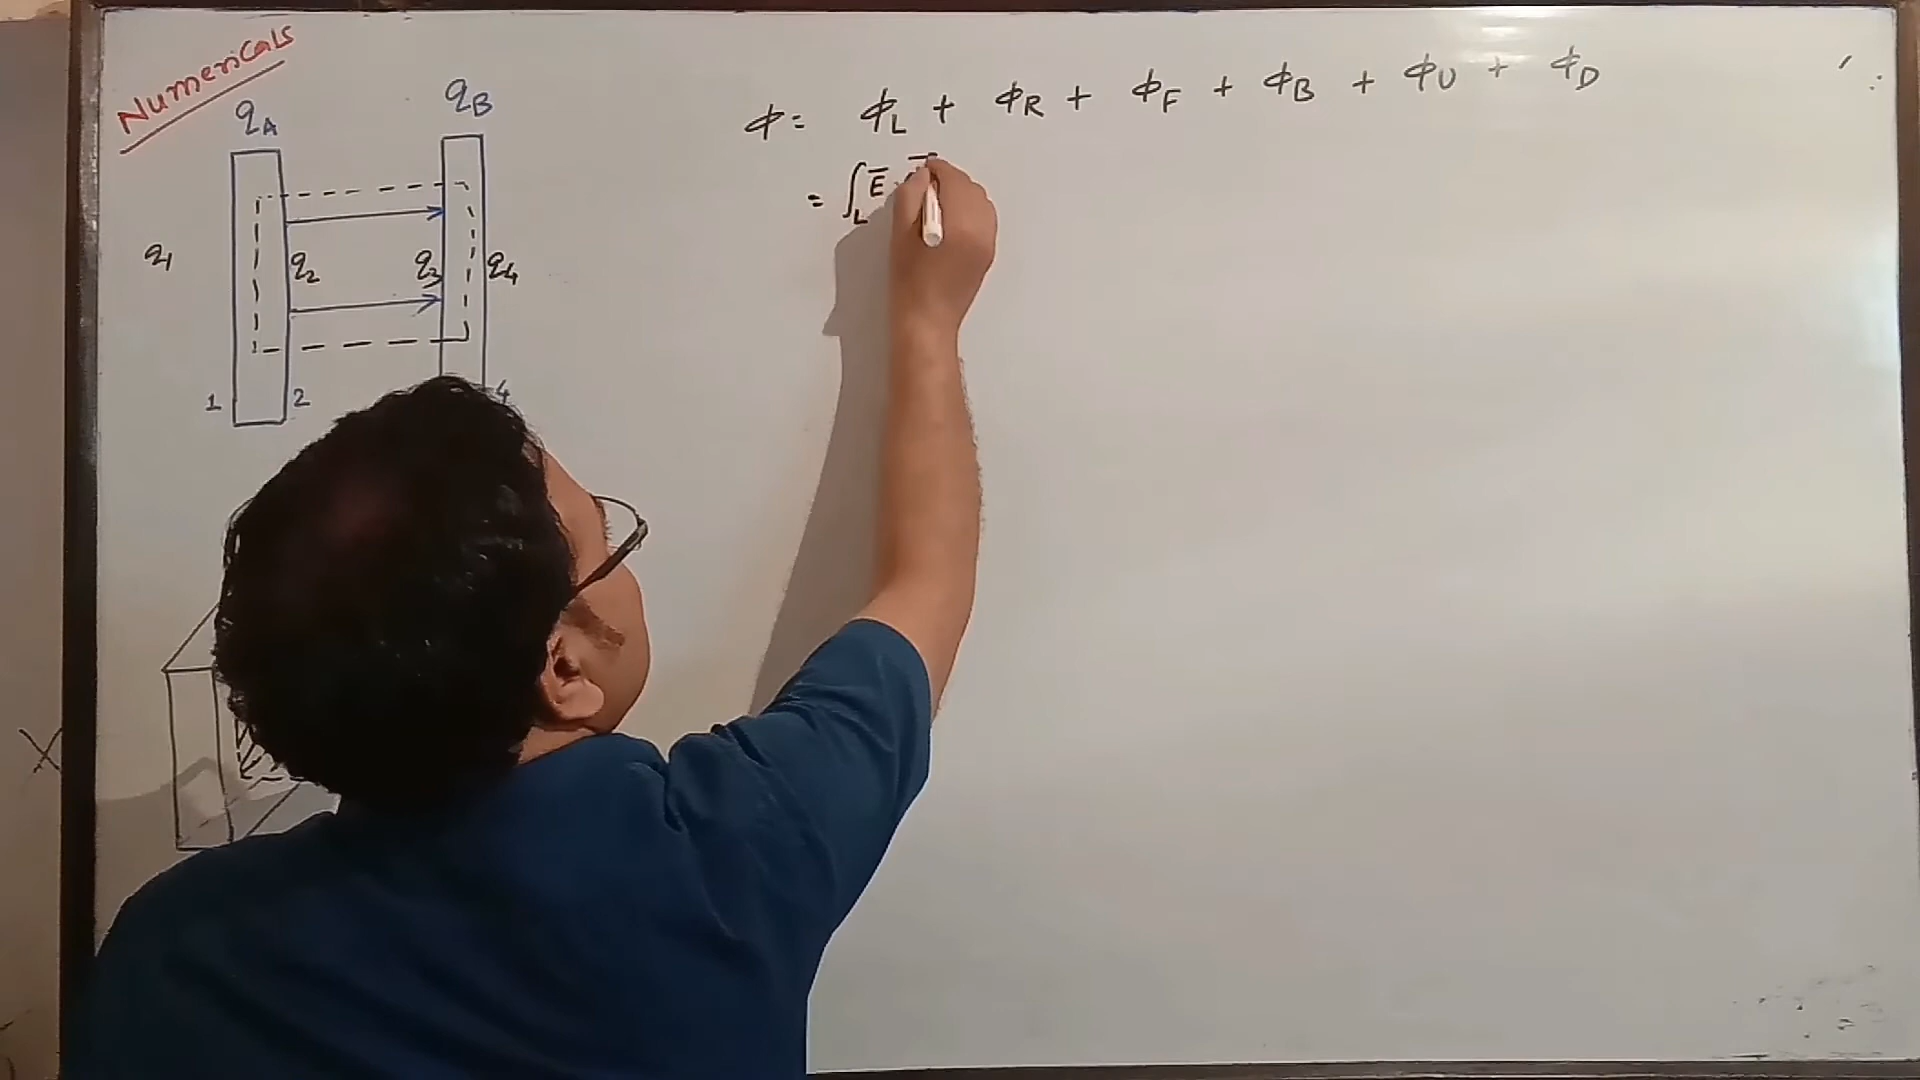 Numericals
qA
qB
ϕ = ϕL + ϕR + ϕF + ϕB + ϕU + ϕD
= ∫L E̅
q1
q2
q3
q4
1
2
4